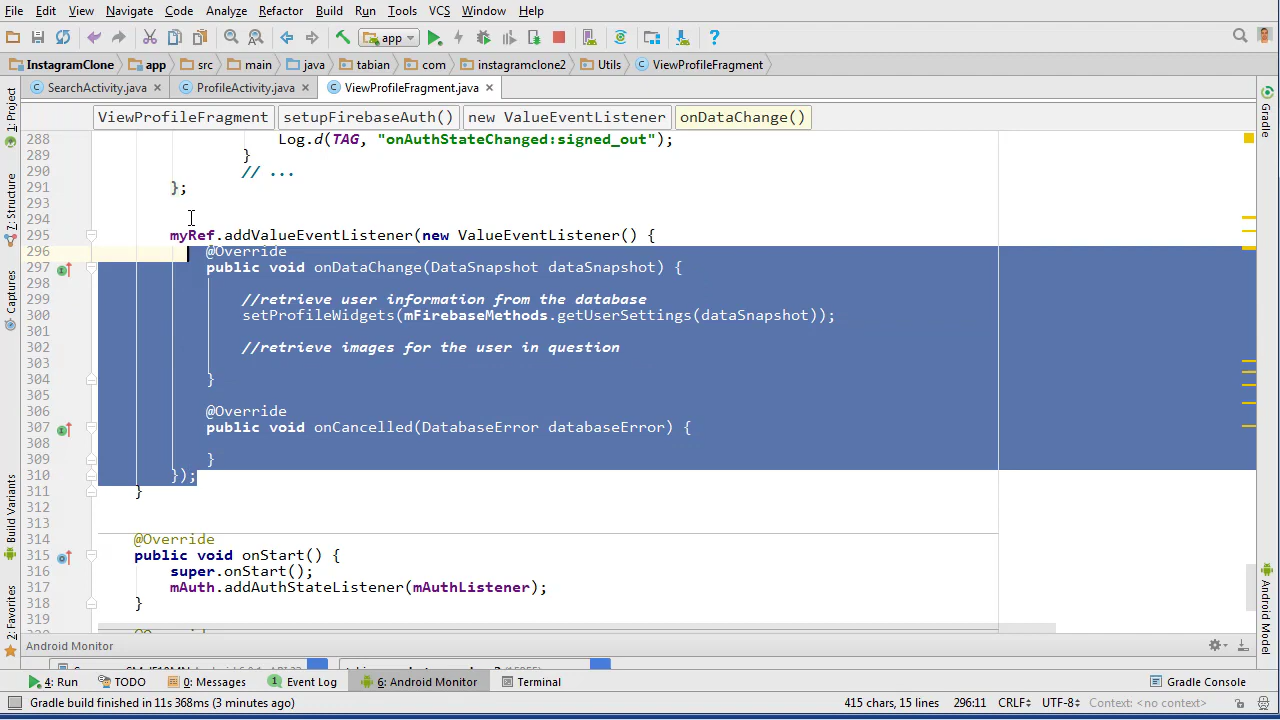 File Edit View Navigate Code Analyze Refactor Build Run Tools VCS Window Help
app
InstagramClone app src main java tabian com instagramclone2 Utils ViewProfileFragment
SearchActivity.java ProfileActivity.java ViewProfileFragment.java
ViewProfileFragment setupFirebaseAuth() new ValueEventListener onDataChange()
288 Log.d(TAG, "onAuthStateChanged:signed_out");
289 }
290 // ...
291 };
292
293
294
295 myRef.addValueEventListener(new ValueEventListener() {
296 @Override
297 public void onDataChange(DataSnapshot dataSnapshot) {
298
299 //retrieve user information from the database
300 setProfileWidgets(mFirebaseMethods.getUserSettings(dataSnapshot));
301
302 //retrieve images for the user in question
303
304 }
305
306 @Override
307 public void onCancelled(DatabaseError databaseError) {
308
309 }
310 });
311 }
312
313
314 @Override
315 public void onStart() {
316 super.onStart();
317 mAuth.addAuthStateListener(mAuthListener);
318 }
319
@Override
1: Project
7: Structure
Captures
Build Variants
2: Favorites
Gradle
Android Model
Android Monitor
4: Run TODO 0: Messages Event Log 6: Android Monitor Terminal Gradle Console
Gradle build finished in 11s 368ms (3 minutes ago) 415 chars, 15 lines 296:11 CRLF UTF-8 Context: <no context>